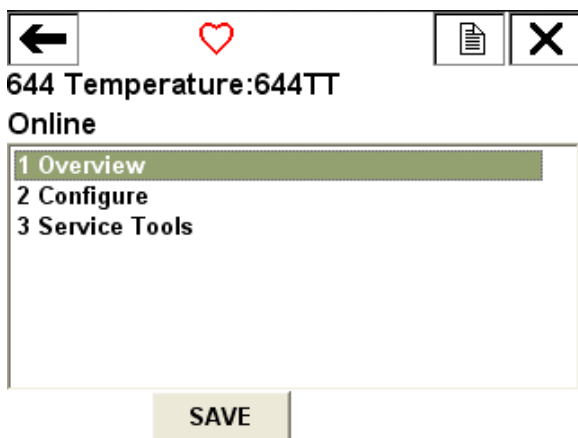 644 Temperature:644TT
Online
1 Overview
2 Configure
3 Service Tools
SAVE